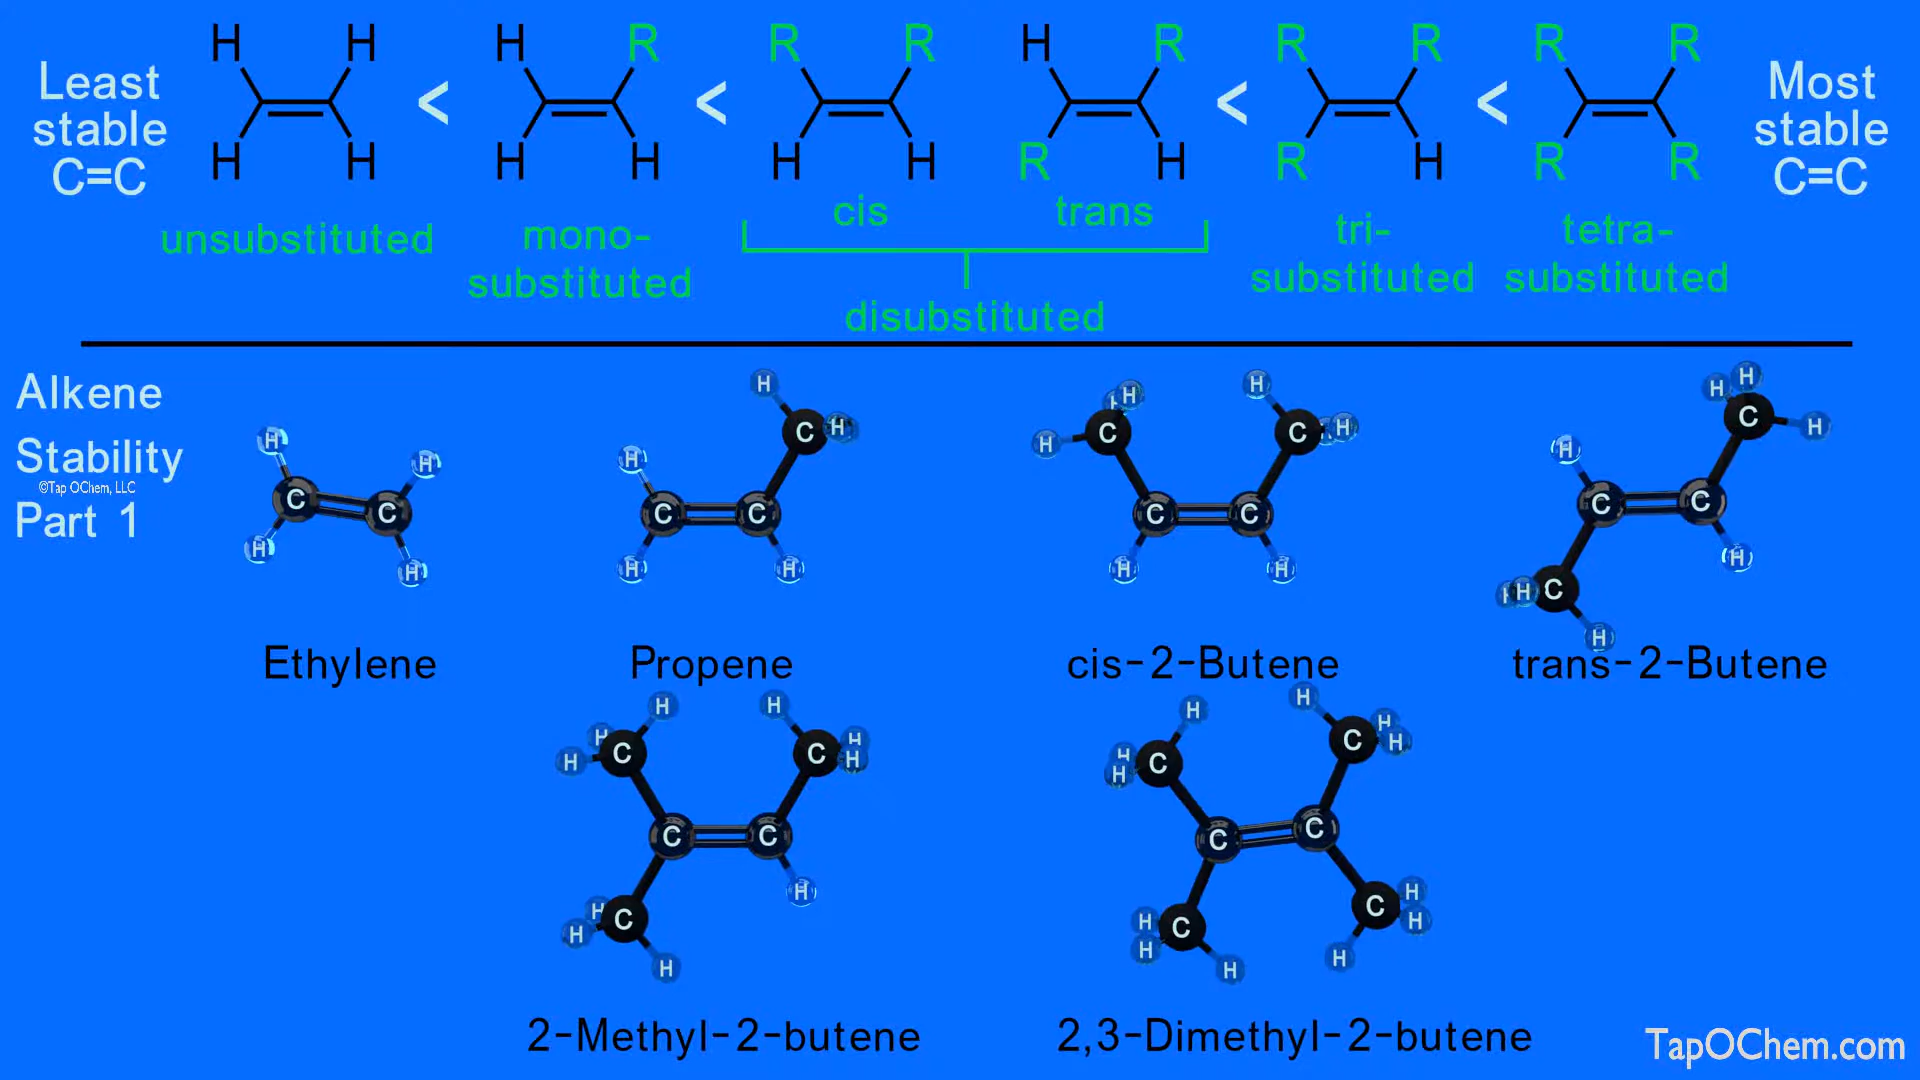 H H H R R R H R R R R R
Least stable C=C
< < < <
Most stable C=C
H H H H H H R H R H R R
unsubstituted
mono-
substituted
cis
trans
disubstituted
tri-
substituted
tetra-
substituted
Alkene
Stability
©Tap OChem, LLC
Part 1
H H C C H H
H C H H C C H H
H H C H H C H H C C H H
H H C H H C C H H H C H
Ethylene
Propene
cis-2-Butene
trans-2-Butene
H H H C H C H H C C H H H C H
H H H C H C H H C C H H C H C H H H
2-Methyl-2-butene
2,3-Dimethyl-2-butene
TapOChem.com